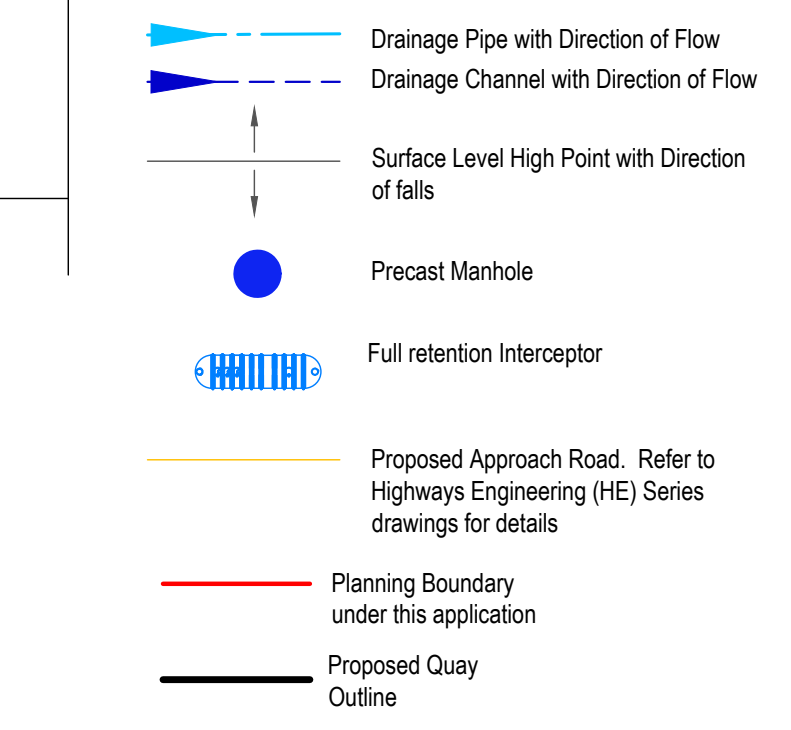 Drainage Pipe with Direction of Flow
Drainage Channel with Direction of Flow
Surface Level High Point with Direction
of falls
Precast Manhole
Full retention Interceptor
Proposed Approach Road.  Refer to
Highways Engineering (HE) Series
drawings for details
Planning Boundary
under this application
Proposed Quay
Outline